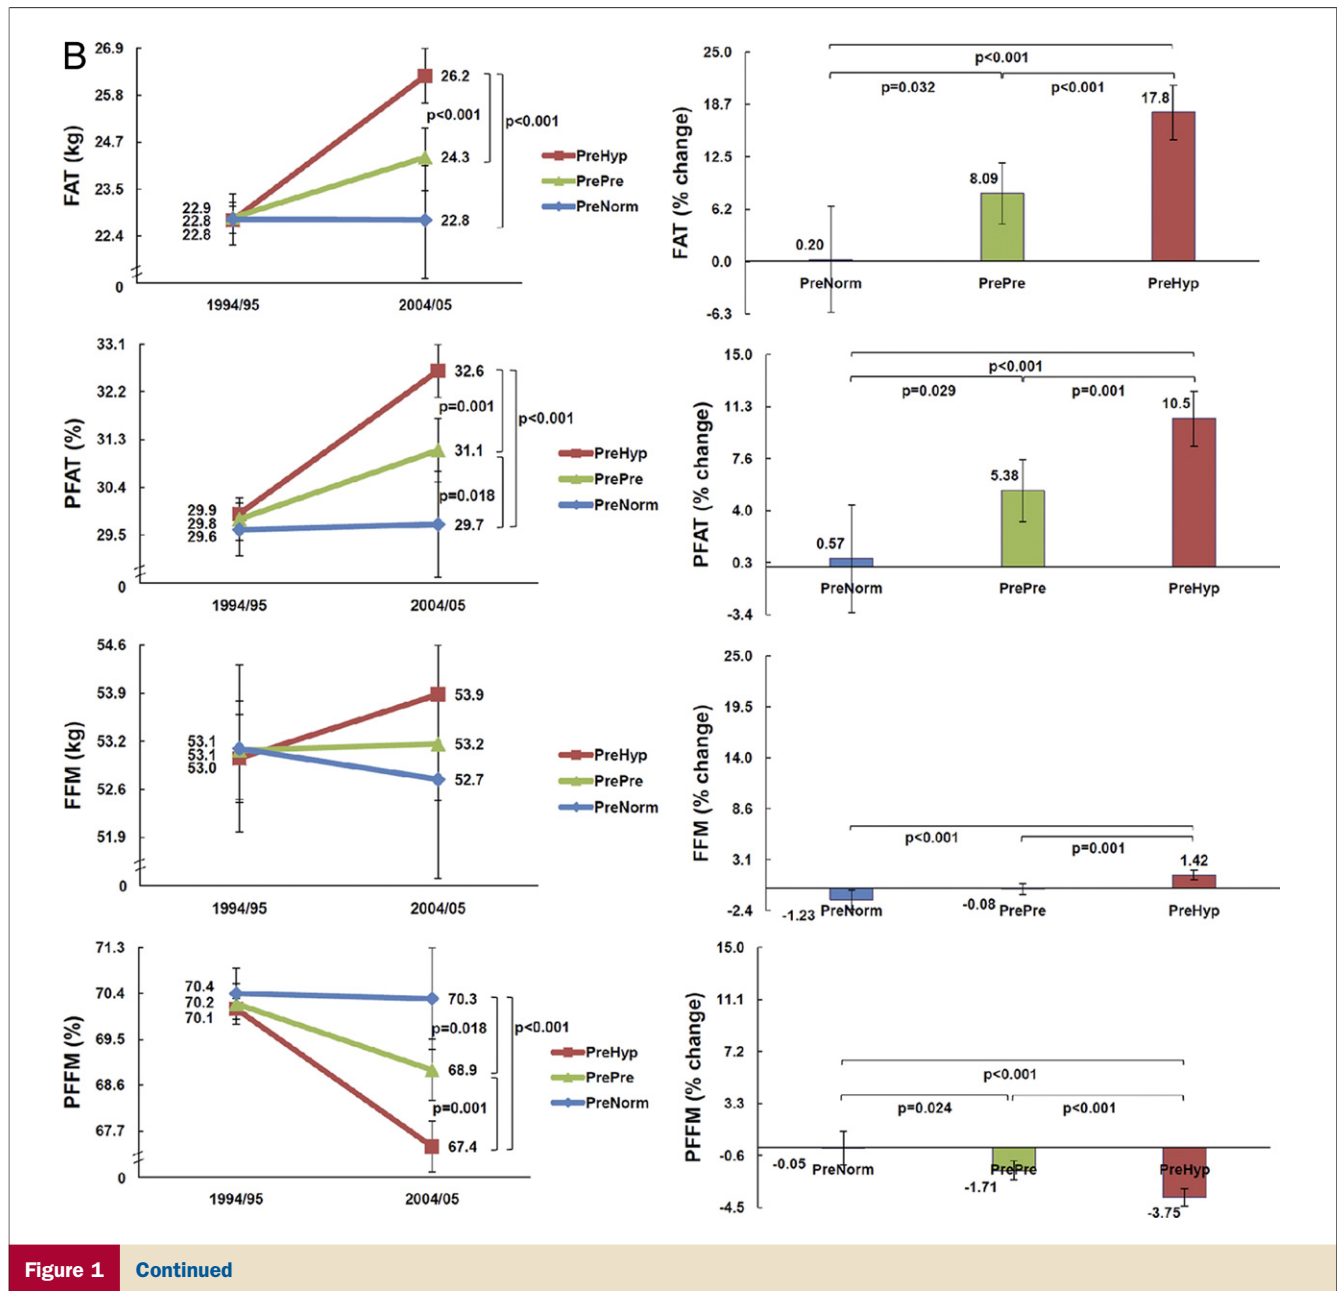 B
26.9
25.8
24.7
23.5
22.4
0
FAT (kg)
22.9
22.8
22.8
26.2
p<0.001
24.3
22.8
p<0.001
PreHyp
PrePre
PreNorm
1994/95
2004/05
25.0
18.7
12.5
6.2
0.0
-6.3
FAT (% change)
p<0.001
p=0.032
p<0.001
0.20
8.09
17.8
PreNorm
PrePre
PreHyp
33.1
32.2
31.3
30.4
29.5
0
PFAT (%)
29.9
29.8
29.6
32.6
p=0.001
31.1
p=0.018
29.7
p<0.001
PreHyp
PrePre
PreNorm
1994/95
2004/05
15.0
11.3
7.6
4.0
0.3
-3.4
PFAT (% change)
p<0.001
p=0.029
p=0.001
0.57
5.38
10.5
PreNorm
PrePre
PreHyp
54.6
53.9
53.2
52.6
51.9
0
FFM (kg)
53.1
53.1
53.0
53.9
53.2
52.7
PreHyp
PrePre
PreNorm
1994/95
2004/05
25.0
19.5
14.0
8.6
3.1
-2.4
FFM (% change)
p<0.001
p=0.001
-1.23
-0.08
1.42
PreNorm
PrePre
PreHyp
71.3
70.4
69.5
68.6
67.7
0
PFFM (%)
70.4
70.2
70.1
70.3
p=0.018
68.9
p=0.001
67.4
p<0.001
PreHyp
PrePre
PreNorm
1994/95
2004/05
15.0
11.1
7.2
3.3
-0.6
-4.5
PFFM (% change)
p<0.001
p=0.024
p<0.001
-0.05
-1.71
-3.75
PreNorm
PrePre
PreHyp
Figure 1 Continued